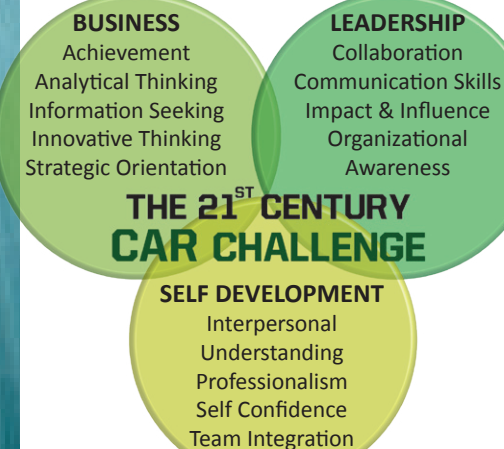 BUSINESS
Achievement
Analytical Thinking
Information Seeking
Innovative Thinking
Strategic Orientation
LEADERSHIP
Collaboration
Communication Skills
Impact & Influence
Organizational
Awareness
THE 21ST CENTURY
CAR CHALLENGE
SELF DEVELOPMENT
Interpersonal
Understanding
Professionalism
Self Confidence
Team Integration